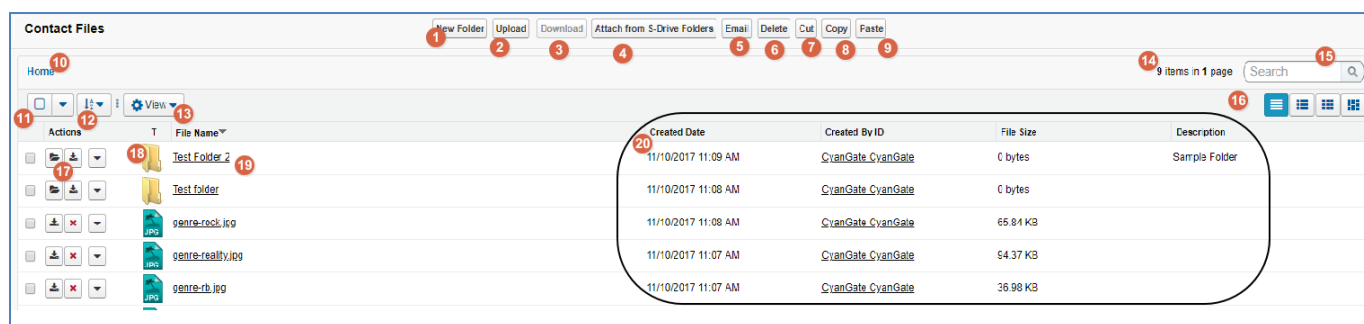 Contact Files
New Folder Upload Download Attach from S-Drive Folders Email Delete Cut Copy Paste
1 2 3 4 5 6 7 8 9
Home 10
14 9 items in 1 page Search 15
11 12 View 13 16
Actions T File Name Created Date Created By ID File Size Description
17 18 Test Folder 2 19 20 11/10/2017 11:09 AM CyanGate CyanGate 0 bytes Sample Folder
Test folder 11/10/2017 11:08 AM CyanGate CyanGate 0 bytes
JPG genre-rock.jpg 11/10/2017 11:08 AM CyanGate CyanGate 65.84 KB
JPG genre-reality.jpg 11/10/2017 11:07 AM CyanGate CyanGate 94.37 KB
JPG genre-rb.jpg 11/10/2017 11:07 AM CyanGate CyanGate 36.98 KB